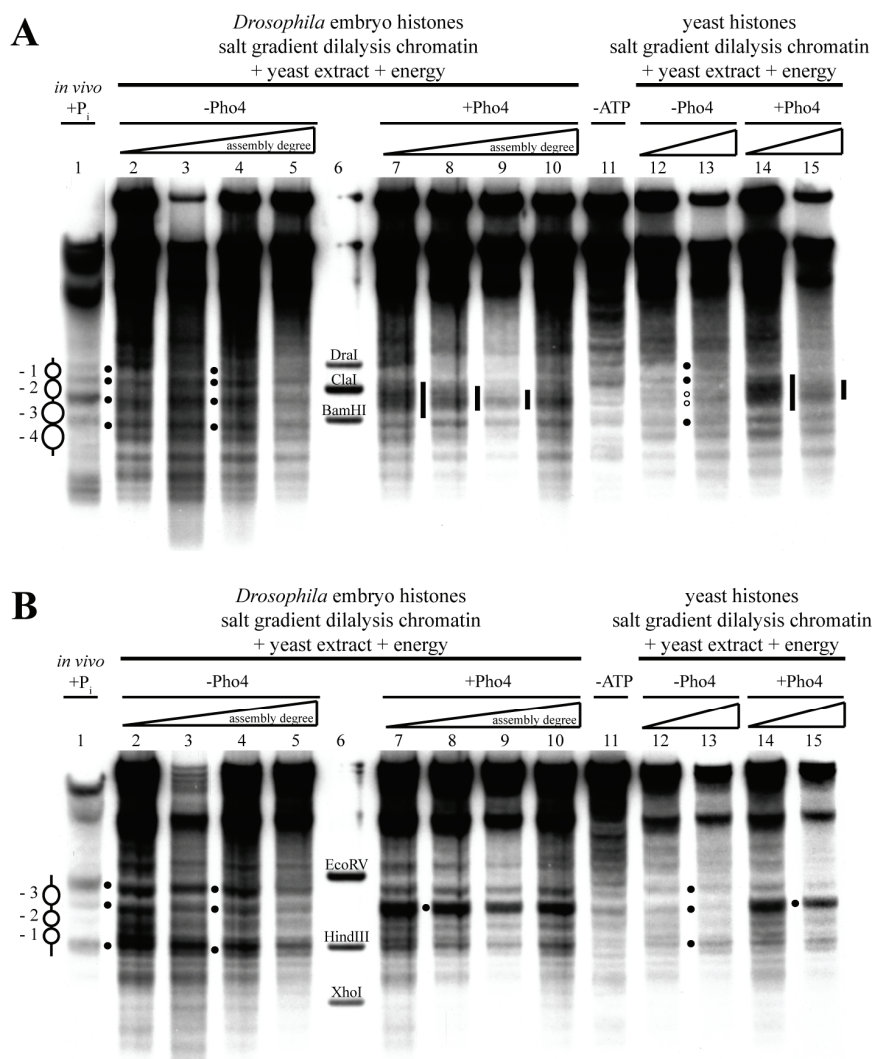 A
Drosophila embryo histones
salt gradient dilalysis chromatin
+ yeast extract + energy
yeast histones
salt gradient dilalysis chromatin
+ yeast extract + energy
in vivo
+Pi
-Pho4
+Pho4
-ATP
-Pho4
+Pho4
assembly degree
assembly degree
1 2 3 4 5 6 7 8 9 10 11 12 13 14 15
DraI
- 1
ClaI
- 2
BamHI
- 3
- 4
B
Drosophila embryo histones
salt gradient dilalysis chromatin
+ yeast extract + energy
yeast histones
salt gradient dilalysis chromatin
+ yeast extract + energy
in vivo
+Pi
-Pho4
+Pho4
-ATP
-Pho4
+Pho4
assembly degree
assembly degree
1 2 3 4 5 6 7 8 9 10 11 12 13 14 15
EcoRV
- 3
- 2
- 1
HindIII
XhoI